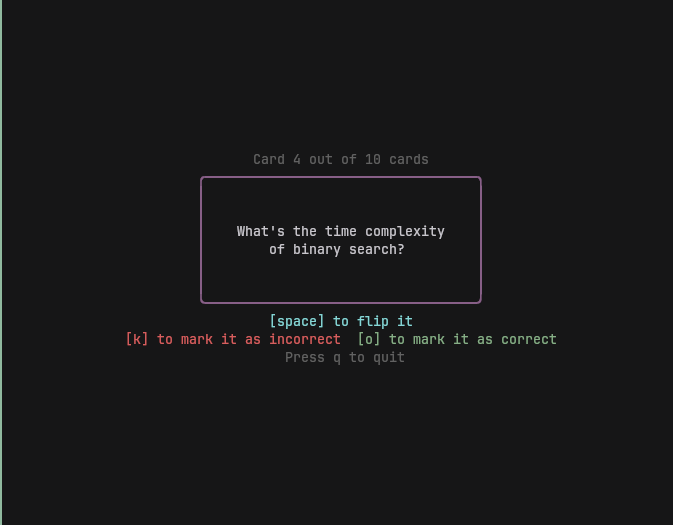 Card 4 out of 10 cards
What's the time complexity
of binary search?
[space] to flip it
[k] to mark it as incorrect  [o] to mark it as correct
Press q to quit